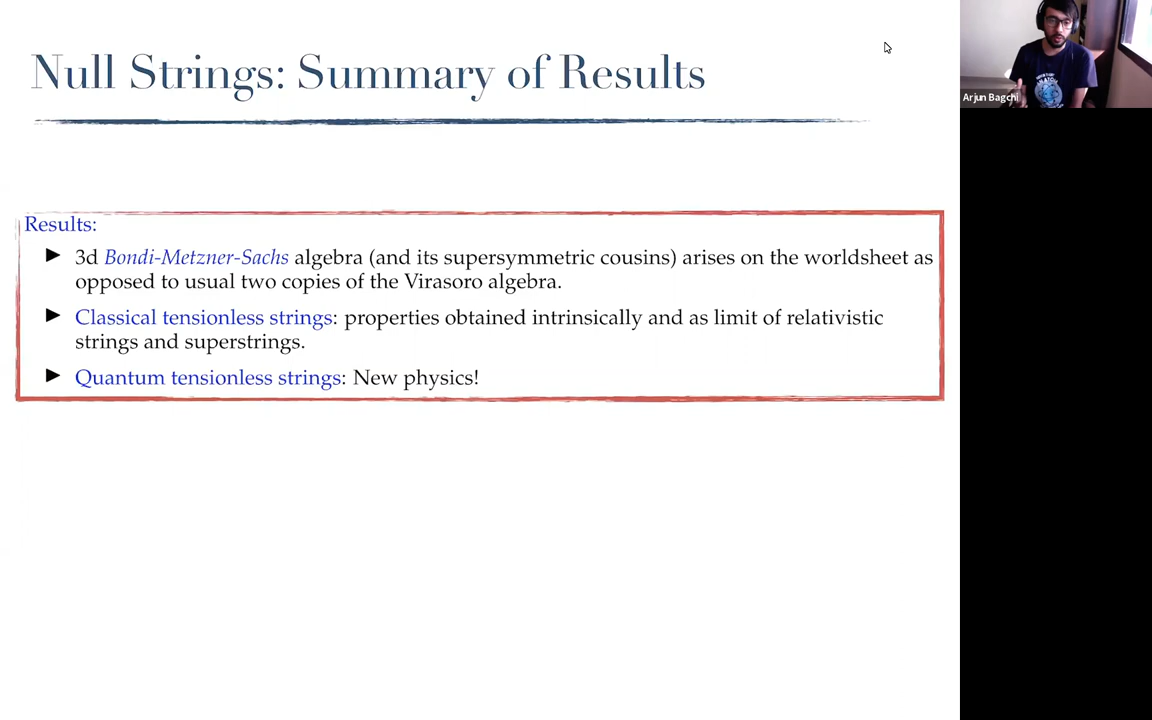 Null Strings: Summary of Results
Arjun Bagchi
Results:
► 3d Bondi-Metzner-Sachs algebra (and its supersymmetric cousins) arises on the worldsheet as
opposed to usual two copies of the Virasoro algebra.
► Classical tensionless strings: properties obtained intrinsically and as limit of relativistic
strings and superstrings.
► Quantum tensionless strings: New physics!